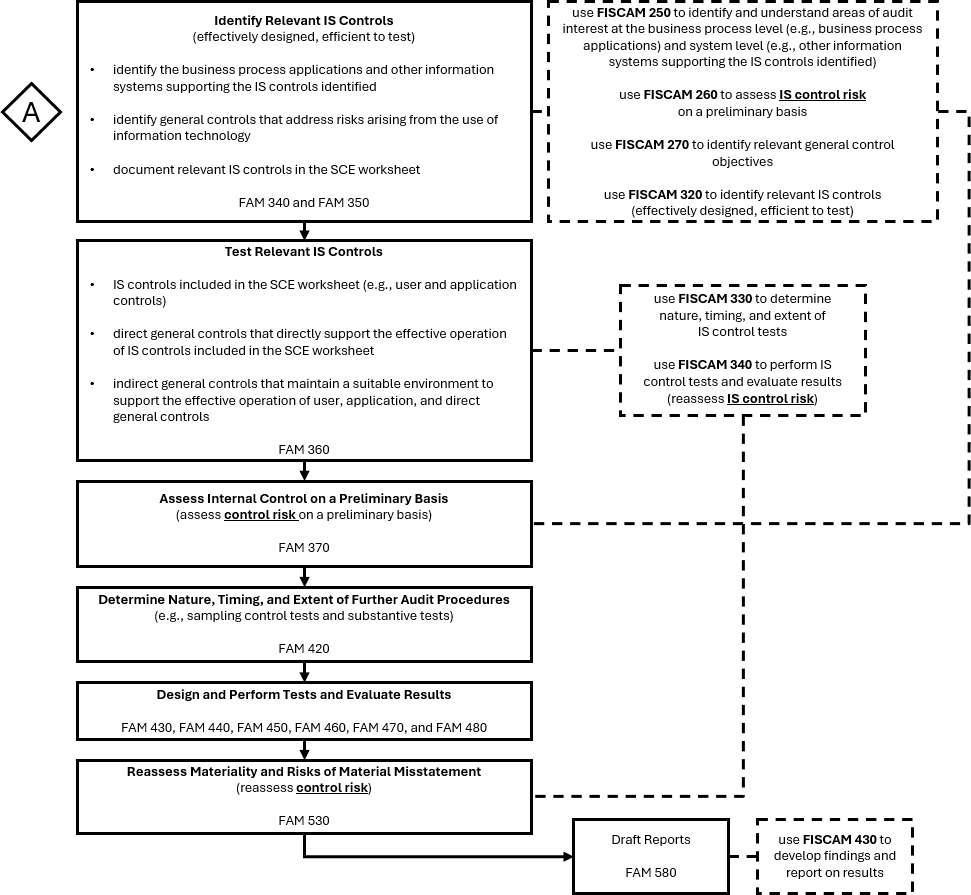 A
Identify Relevant IS Controls
(effectively designed, efficient to test)
• identify the business process applications and other information
systems supporting the IS controls identified
• identify general controls that address risks arising from the use of
information technology
• document relevant IS controls in the SCE worksheet
FAM 340 and FAM 350
use FISCAM 250 to identify and understand areas of audit
interest at the business process level (e.g., business process
applications) and system level (e.g., other information
systems supporting the IS controls identified)
use FISCAM 260 to assess IS control risk
on a preliminary basis
use FISCAM 270 to identify relevant general control
objectives
use FISCAM 320 to identify relevant IS controls
(effectively designed, efficient to test)
Test Relevant IS Controls
• IS controls included in the SCE worksheet (e.g., user and application
controls)
• direct general controls that directly support the effective operation
of IS controls included in the SCE worksheet
• indirect general controls that maintain a suitable environment to
support the effective operation of user, application, and direct
general controls
FAM 360
use FISCAM 330 to determine
nature, timing, and extent of
IS control tests
use FISCAM 340 to perform IS
control tests and evaluate results
(reassess IS control risk)
Assess Internal Control on a Preliminary Basis
(assess control risk on a preliminary basis)
FAM 370
Determine Nature, Timing, and Extent of Further Audit Procedures
(e.g., sampling control tests and substantive tests)
FAM 420
Design and Perform Tests and Evaluate Results
FAM 430, FAM 440, FAM 450, FAM 460, FAM 470, and FAM 480
Reassess Materiality and Risks of Material Misstatement
(reassess control risk)
FAM 530
Draft Reports
FAM 580
use FISCAM 430 to
develop findings and
report on results